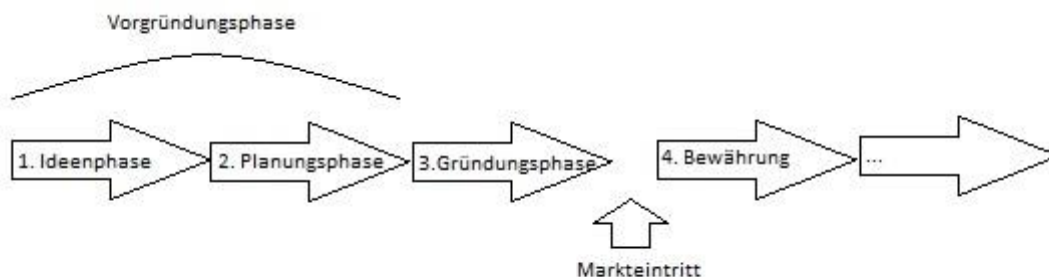 Vorgründungsphase
1. Ideenphase
2. Planungsphase
3.Gründungsphase
4. Bewährung
...
Markteintritt